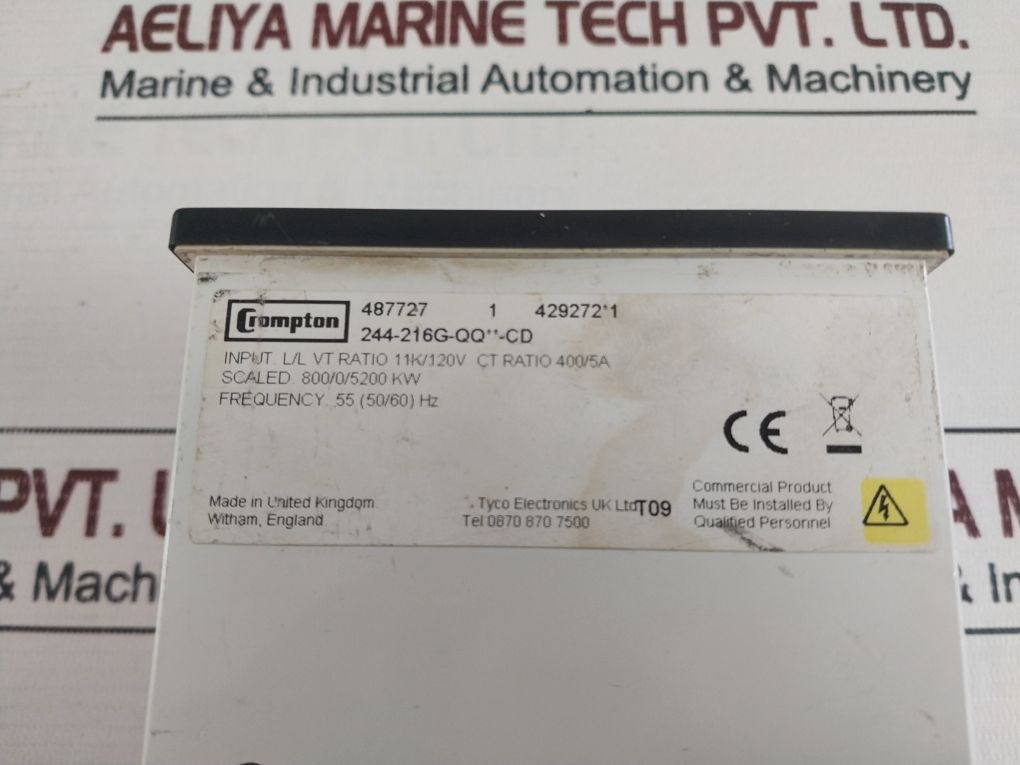 AELIYA MARINE TECH PVT. LTD.
Marine & Industrial Automation & Machinery
Crompton
487727 1 429272*1
244-216G-QQ**-CD
INPUT. L/L VT RATIO 11K/120V CT RATIO 400/5A
SCALED. 800/0/5200 KW
FREQUENCY. 55 (50/60) Hz
CE
Made in United Kingdom.
Witham, England
Tyco Electronics UK Ltd T09
Tel 0870 870 7500
Commercial Product
Must Be Installed By
Qualified Personnel
PVT.
& Mach
A M
& In